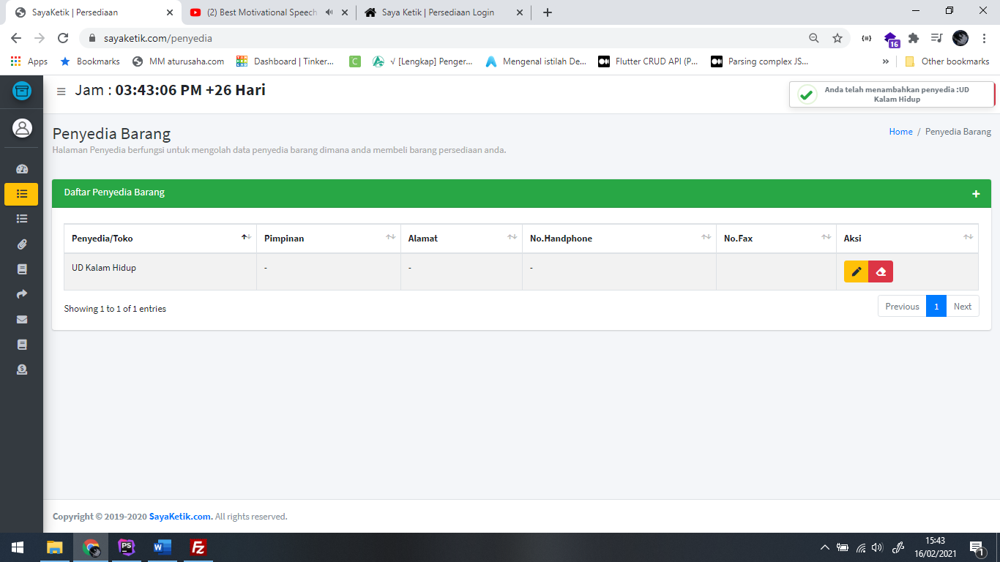 SayaKetik | Persediaan
(2) Best Motivational Speech
Saya Ketik | Persediaan Login
sayaketik.com/penyedia
16
Apps
Bookmarks
MM aturusaha.com
Dashboard | Tinker...
C
√ [Lengkap] Penger...
Mengenal istilah De...
Flutter CRUD API (P...
Parsing complex JS...
»
Other bookmarks
Jam : 03:43:06 PM +26 Hari
Anda telah menambahkan penyedia :UD
Kalam Hidup
Penyedia Barang
Home / Penyedia Barang
Halaman Penyedia berfungsi untuk mengolah data penyedia barang dimana anda membeli barang persediaan anda.
Daftar Penyedia Barang
+
Penyedia/Toko Pimpinan Alamat No.Handphone No.Fax Aksi
UD Kalam Hidup - - -
Showing 1 to 1 of 1 entries
Previous 1 Next
Copyright © 2019-2020 SayaKetik.com. All rights reserved.
PS
W
Fz
15:43
16/02/2021
1